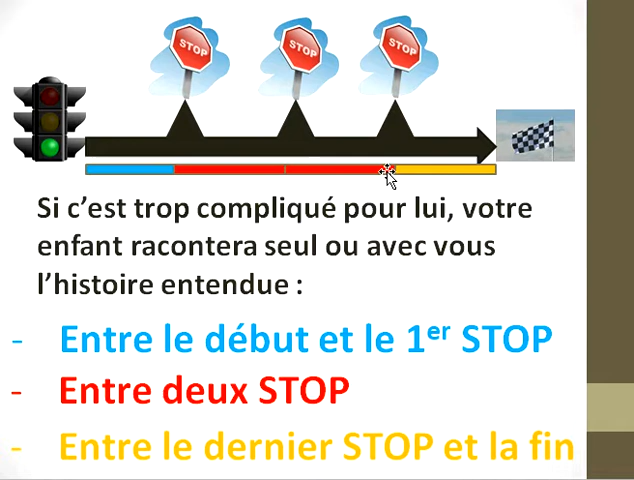 STOP STOP STOP
Si c’est trop compliqué pour lui, votre
enfant racontera seul ou avec vous
l’histoire entendue :
- Entre le début et le 1er STOP
- Entre deux STOP
- Entre le dernier STOP et la fin